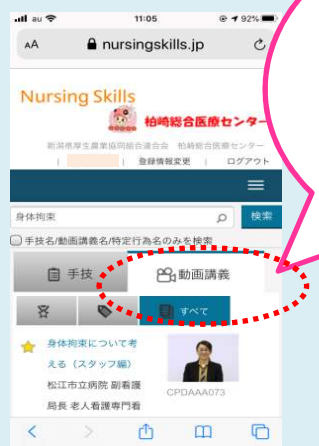 au 11:05 92%
AA nursingskills.jp
Nursing Skills
柏崎総合医療センター
新潟県厚生農業協同組合連合会 柏崎総合医療センター
| | 登録情報変更 | ログアウト
身体拘束 検索
手技名/動画講義名/特定行為名のみを検索
手技 動画講義
すべて
身体拘束について考
える（スタッフ編）
松江市立病院 副看護
局長 老人看護専門看
CPDAAA073